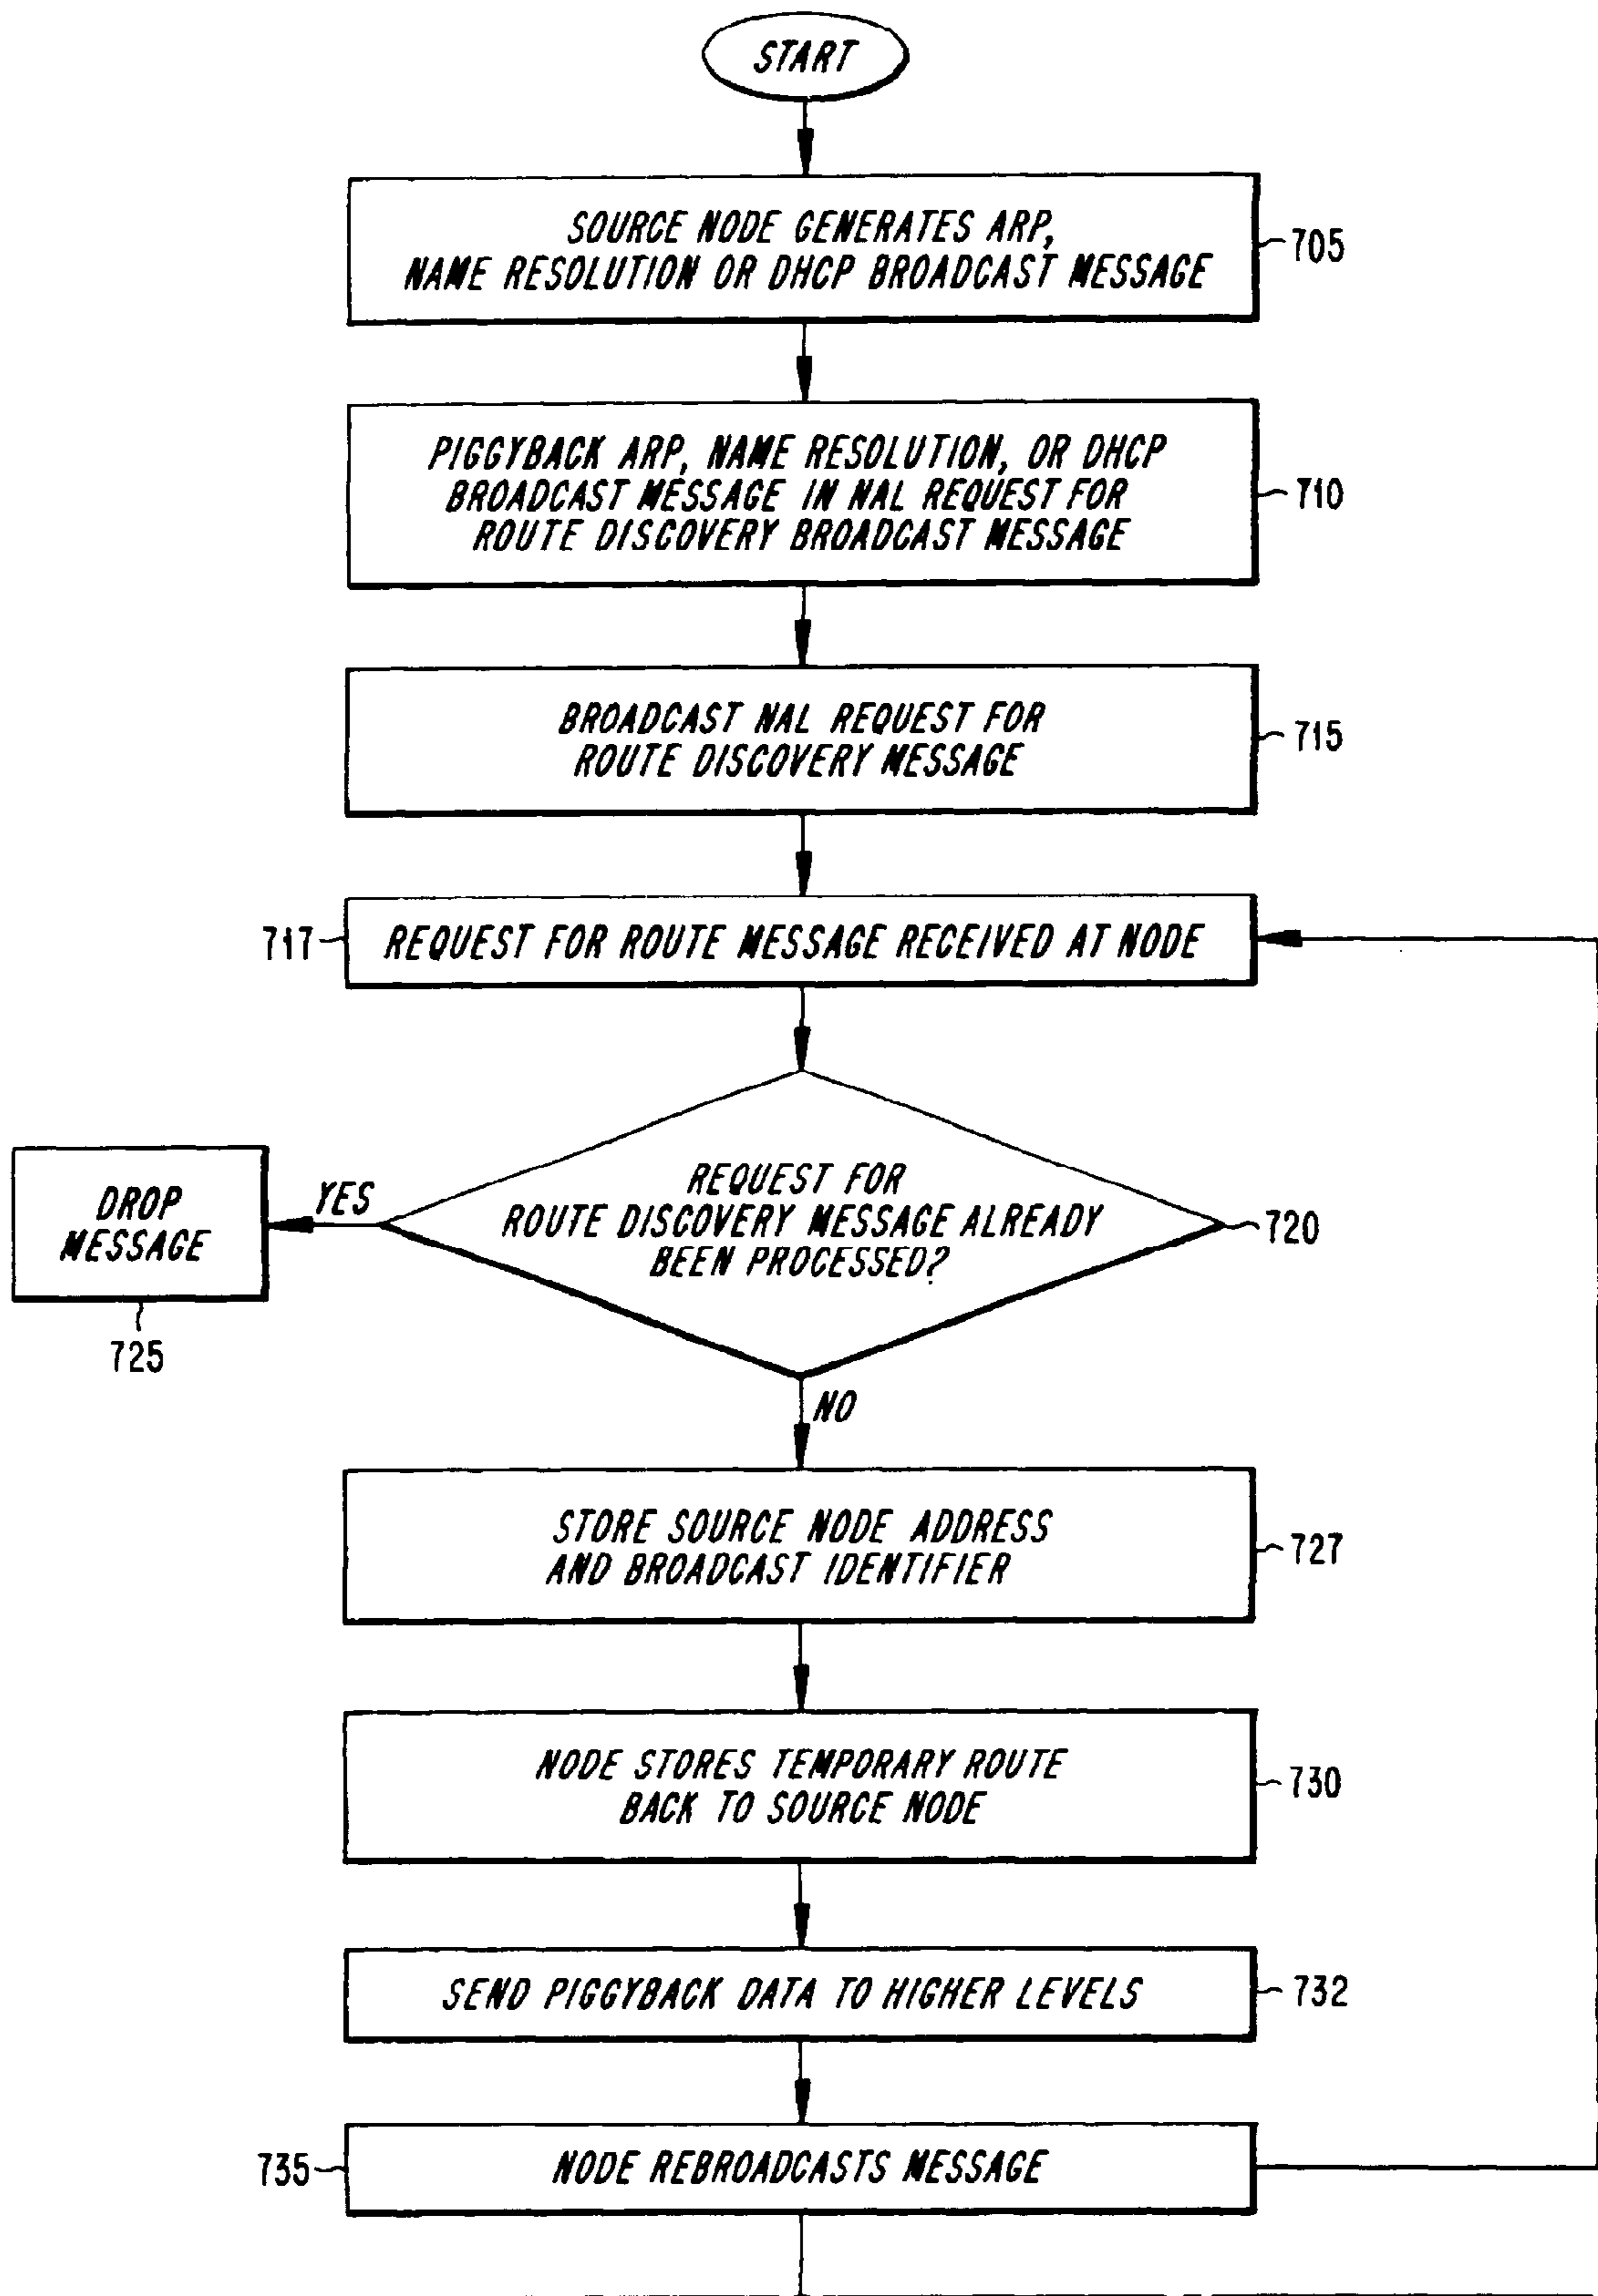 START
SOURCE NODE GENERATES ARP,
NAME RESOLUTION OR DHCP BROADCAST MESSAGE
705
PIGGYBACK ARP, NAME RESOLUTION, OR DHCP
BROADCAST MESSAGE IN NAL REQUEST FOR
ROUTE DISCOVERY BROADCAST MESSAGE
710
BROADCAST NAL REQUEST FOR
ROUTE DISCOVERY MESSAGE
715
717
REQUEST FOR ROUTE MESSAGE RECEIVED AT NODE
REQUEST FOR
ROUTE DISCOVERY MESSAGE ALREADY
BEEN PROCESSED?
720
YES
DROP
MESSAGE
725
NO
STORE SOURCE NODE ADDRESS
AND BROADCAST IDENTIFIER
727
NODE STORES TEMPORARY ROUTE
BACK TO SOURCE NODE
730
SEND PIGGYBACK DATA TO HIGHER LEVELS
732
735
NODE REBROADCASTS MESSAGE